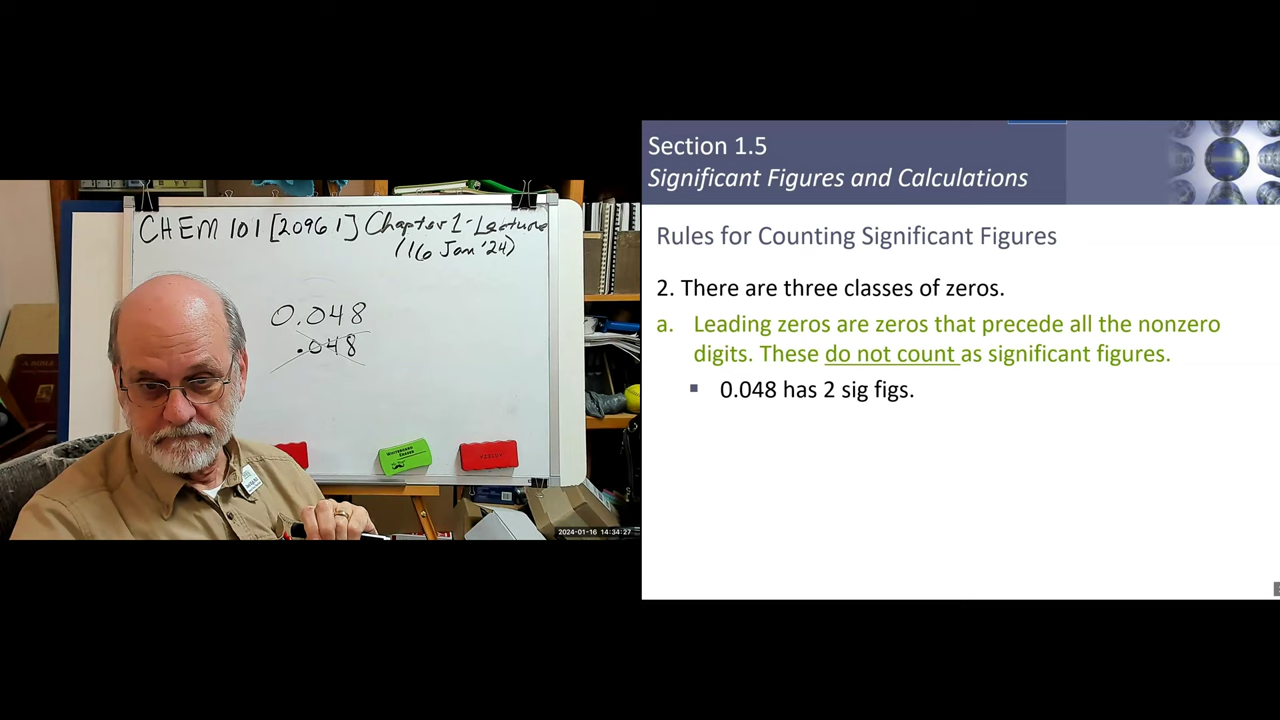 CHEM 101 [20961] Chapter 1 - Lecture
(16 Jan '24)
0.048
.048
2024-01-16 14:34:27
Section 1.5
Significant Figures and Calculations
Rules for Counting Significant Figures
2. There are three classes of zeros.
a. Leading zeros are zeros that precede all the nonzero
digits. These do not count as significant figures.
▪ 0.048 has 2 sig figs.